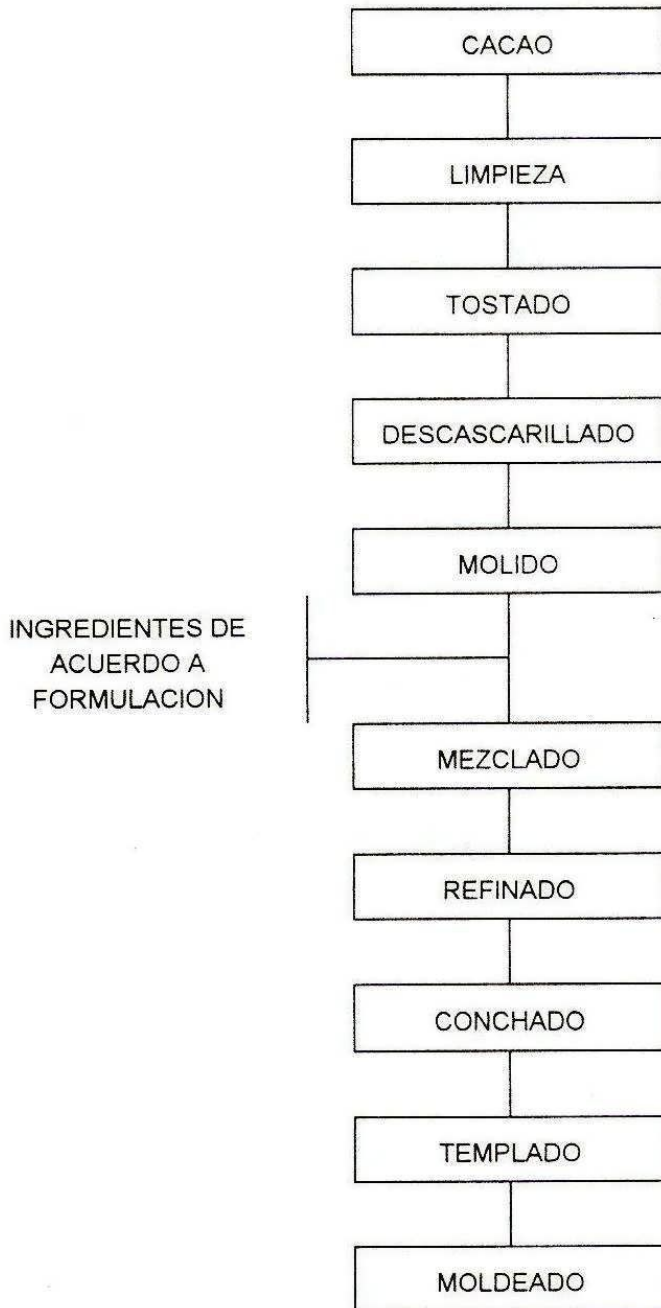 CACAO
LIMPIEZA
TOSTADO
DESCASCARILLADO
MOLIDO
INGREDIENTES DE
ACUERDO A
FORMULACION
MEZCLADO
REFINADO
CONCHADO
TEMPLADO
MOLDEADO